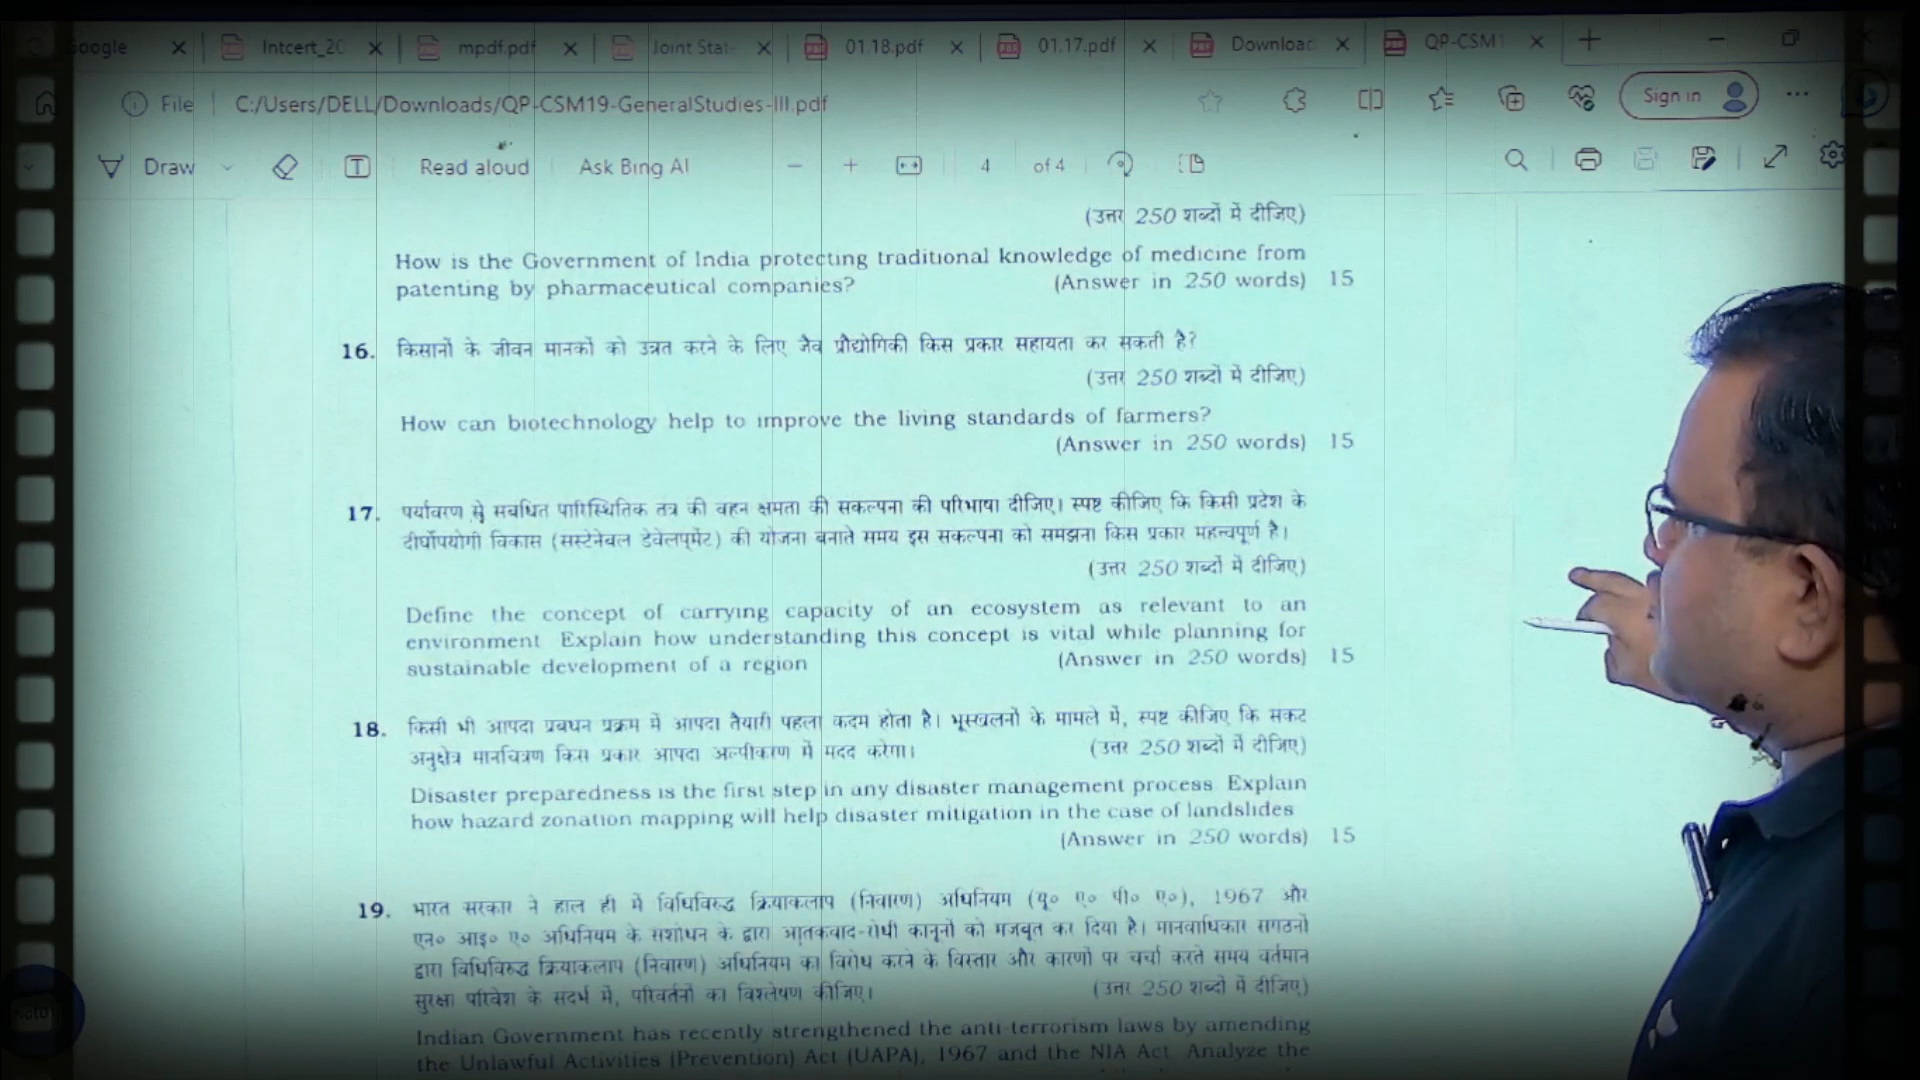 Google
Intcert_20
mpdf.pdf
Joint Stat
01.18.pdf
01.17.pdf
Download
QP-CSM1
File
C:/Users/DELL/Downloads/QP-CSM19-GeneralStudies-III.pdf
Sign in
Draw
Read aloud
Ask Bing AI
4 of 4
(उत्तर 250 शब्दों में दीजिए)
How is the Government of India protecting traditional knowledge of medicine from
patenting by pharmaceutical companies? (Answer in 250 words) 15
16. किसानों के जीवन मानकों को उन्नत करने के लिए जैव प्रौद्योगिकी किस प्रकार सहायता कर सकती है?
(उत्तर 250 शब्दों में दीजिए)
How can biotechnology help to improve the living standards of farmers?
(Answer in 250 words) 15
17. पर्यावरण से संबंधित पारिस्थितिक तंत्र की वहन क्षमता की संकल्पना की परिभाषा दीजिए। स्पष्ट कीजिए कि किसी प्रदेश के
दीर्घोपयोगी विकास (सस्टेनेबल डेवेलप्मेंट) की योजना बनाते समय इस संकल्पना को समझना किस प्रकार महत्त्वपूर्ण है।
(उत्तर 250 शब्दों में दीजिए)
Define the concept of carrying capacity of an ecosystem as relevant to an
environment Explain how understanding this concept is vital while planning for
sustainable development of a region (Answer in 250 words) 15
18. किसी भी आपदा प्रबंधन प्रक्रम में आपदा तैयारी पहला कदम होता है। भूस्खलनों के मामले में, स्पष्ट कीजिए कि संकट
अनुक्षेत्र मानचित्रण किस प्रकार आपदा अल्पीकरण में मदद करेगा। (उत्तर 250 शब्दों में दीजिए)
Disaster preparedness is the first step in any disaster management process Explain
how hazard zonation mapping will help disaster mitigation in the case of landslides
(Answer in 250 words) 15
19. भारत सरकार ने हाल ही में विधिविरुद्ध क्रियाकलाप (निवारण) अधिनियम (यू० ए० पी० ए०), 1967 और
एन० आइ० ए० अधिनियम के संशोधन के द्वारा आतंकवाद-रोधी कानूनों को मजबूत कर दिया है। मानवाधिकार संगठनों
द्वारा विधिविरुद्ध क्रियाकलाप (निवारण) अधिनियम का विरोध करने के विस्तार और कारणों पर चर्चा करते समय वर्तमान
सुरक्षा परिवेश के संदर्भ में, परिवर्तनों का विश्लेषण कीजिए। (उत्तर 250 शब्दों में दीजिए)
Indian Government has recently strengthened the anti-terrorism laws by amending
the Unlawful Activities (Prevention) Act (UAPA), 1967 and the NIA Act Analyze the